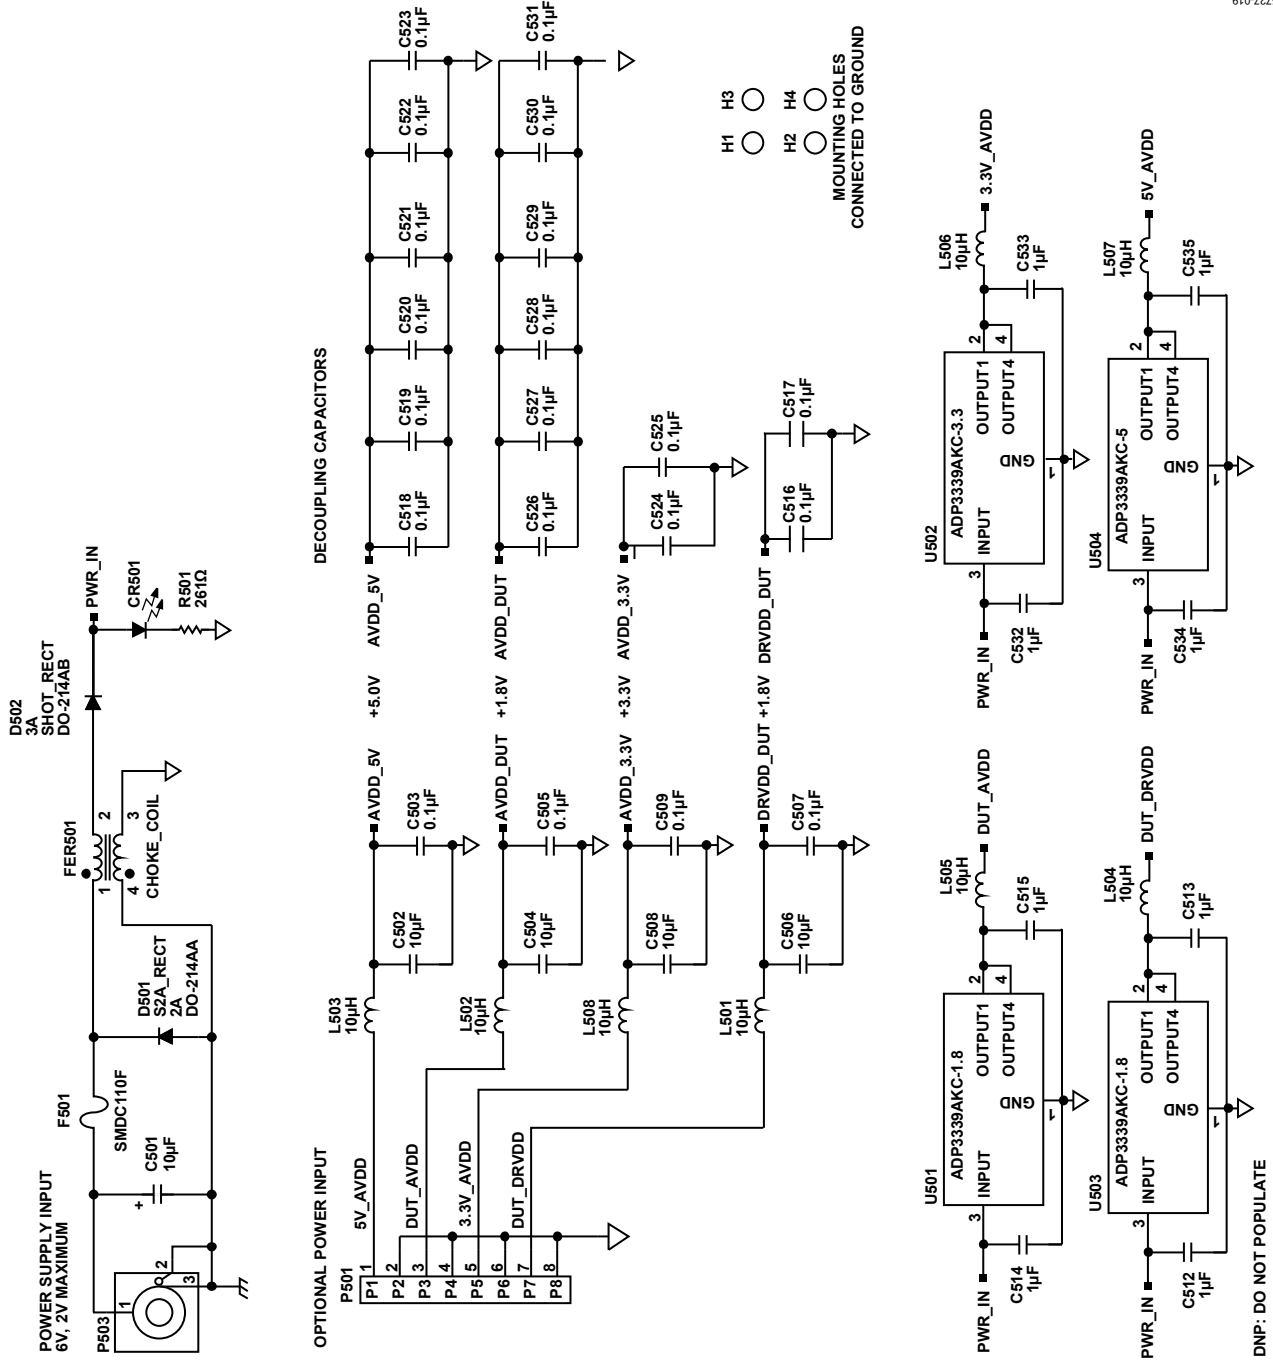 POWER SUPPLY INPUT
6V, 2V MAXIMUM
P503
1
2
3
C501
10µF
+
F501
SMDC110F
D501
S2A_RECT
2A
DO-214AA
FER501
1
2
4
3
CHOKE_COIL
D502
3A
SHOT_RECT
DO-214AB
PWR_IN
CR501
R501
261Ω
OPTIONAL POWER INPUT
P501
P1
1
P2
2
P3
3
P4
4
P5
5
P6
6
P7
7
P8
8
5V_AVDD
DUT_AVDD
3.3V_AVDD
DUT_DRVDD
L503
10µH
C502
10µF
C503
0.1µF
AVDD_5V
+5.0V
L502
10µH
C504
10µF
C505
0.1µF
AVDD_DUT
+1.8V
L508
10µH
C508
10µF
C509
0.1µF
AVDD_3.3V
+3.3V
L501
10µH
C506
10µF
C507
0.1µF
DRVDD_DUT
+1.8V
DECOUPLING CAPACITORS
AVDD_5V
C518
0.1µF
C519
0.1µF
C520
0.1µF
C521
0.1µF
C522
0.1µF
C523
0.1µF
AVDD_DUT
C526
0.1µF
C527
0.1µF
C528
0.1µF
C529
0.1µF
C530
0.1µF
C531
0.1µF
AVDD_3.3V
C524
0.1µF
C525
0.1µF
DRVDD_DUT
C516
0.1µF
C517
0.1µF
H1
H3
H2
H4
MOUNTING HOLES
CONNECTED TO GROUND
U501
ADP3339AKC-1.8
PWR_IN
C514
1µF
3
INPUT
OUTPUT1
OUTPUT4
GND
1
2
4
L505
10µH
C515
1µF
DUT_AVDD
U502
ADP3339AKC-3.3
PWR_IN
C532
1µF
3
INPUT
OUTPUT1
OUTPUT4
GND
1
2
4
L506
10µH
C533
1µF
3.3V_AVDD
U503
ADP3339AKC-1.8
PWR_IN
C512
1µF
3
INPUT
OUTPUT1
OUTPUT4
GND
1
2
4
L504
10µH
C513
1µF
DUT_DRVDD
U504
ADP3339AKC-5
PWR_IN
C534
1µF
3
INPUT
OUTPUT1
OUTPUT4
GND
1
2
4
L507
10µH
C535
1µF
5V_AVDD
DNP: DO NOT POPULATE